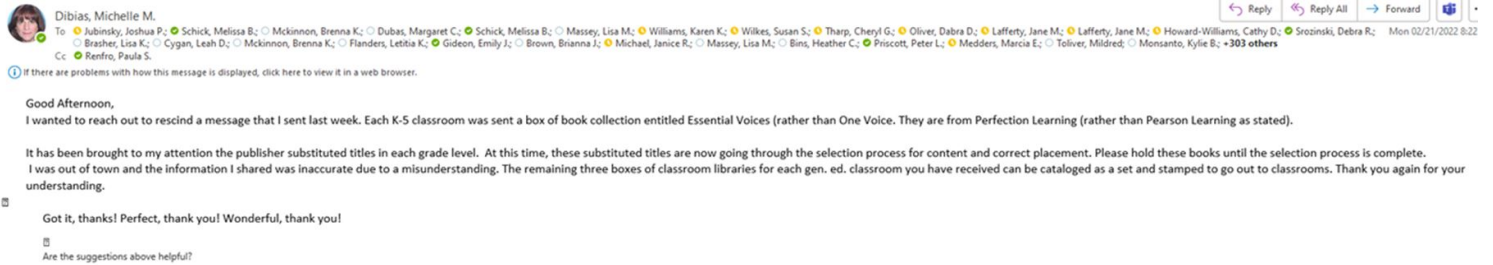 Dibias, Michelle M.
Reply Reply All Forward
To Jubinsky, Joshua P.; Schick, Melissa B.; Mckinnon, Brenna K.; Dubas, Margaret C.; Schick, Melissa B.; Massey, Lisa M.; Williams, Karen K.; Wilkes, Susan S.; Tharp, Cheryl G.; Oliver, Dabra D.; Lafferty, Jane M.; Lafferty, Jane M.; Howard-Williams, Cathy D.; Srozinski, Debra R.; Mon 02/21/2022 8:22
Brasher, Lisa K.; Cygan, Leah D.; Mckinnon, Brenna K.; Flanders, Letitia K.; Gideon, Emily J.; Brown, Brianna J.; Michael, Janice R.; Massey, Lisa M.; Bins, Heather C.; Priscott, Peter L.; Medders, Marcia E.; Toliver, Mildred; Monsanto, Kylie B.; +303 others
Cc Renfro, Paula S.
If there are problems with how this message is displayed, click here to view it in a web browser.
Good Afternoon,
I wanted to reach out to rescind a message that I sent last week. Each K-5 classroom was sent a box of book collection entitled Essential Voices (rather than One Voice. They are from Perfection Learning (rather than Pearson Learning as stated).
It has been brought to my attention the publisher substituted titles in each grade level. At this time, these substituted titles are now going through the selection process for content and correct placement. Please hold these books until the selection process is complete.
I was out of town and the information I shared was inaccurate due to a misunderstanding. The remaining three boxes of classroom libraries for each gen. ed. classroom you have received can be cataloged as a set and stamped to go out to classrooms. Thank you again for your
understanding.
Got it, thanks! Perfect, thank you! Wonderful, thank you!
Are the suggestions above helpful?